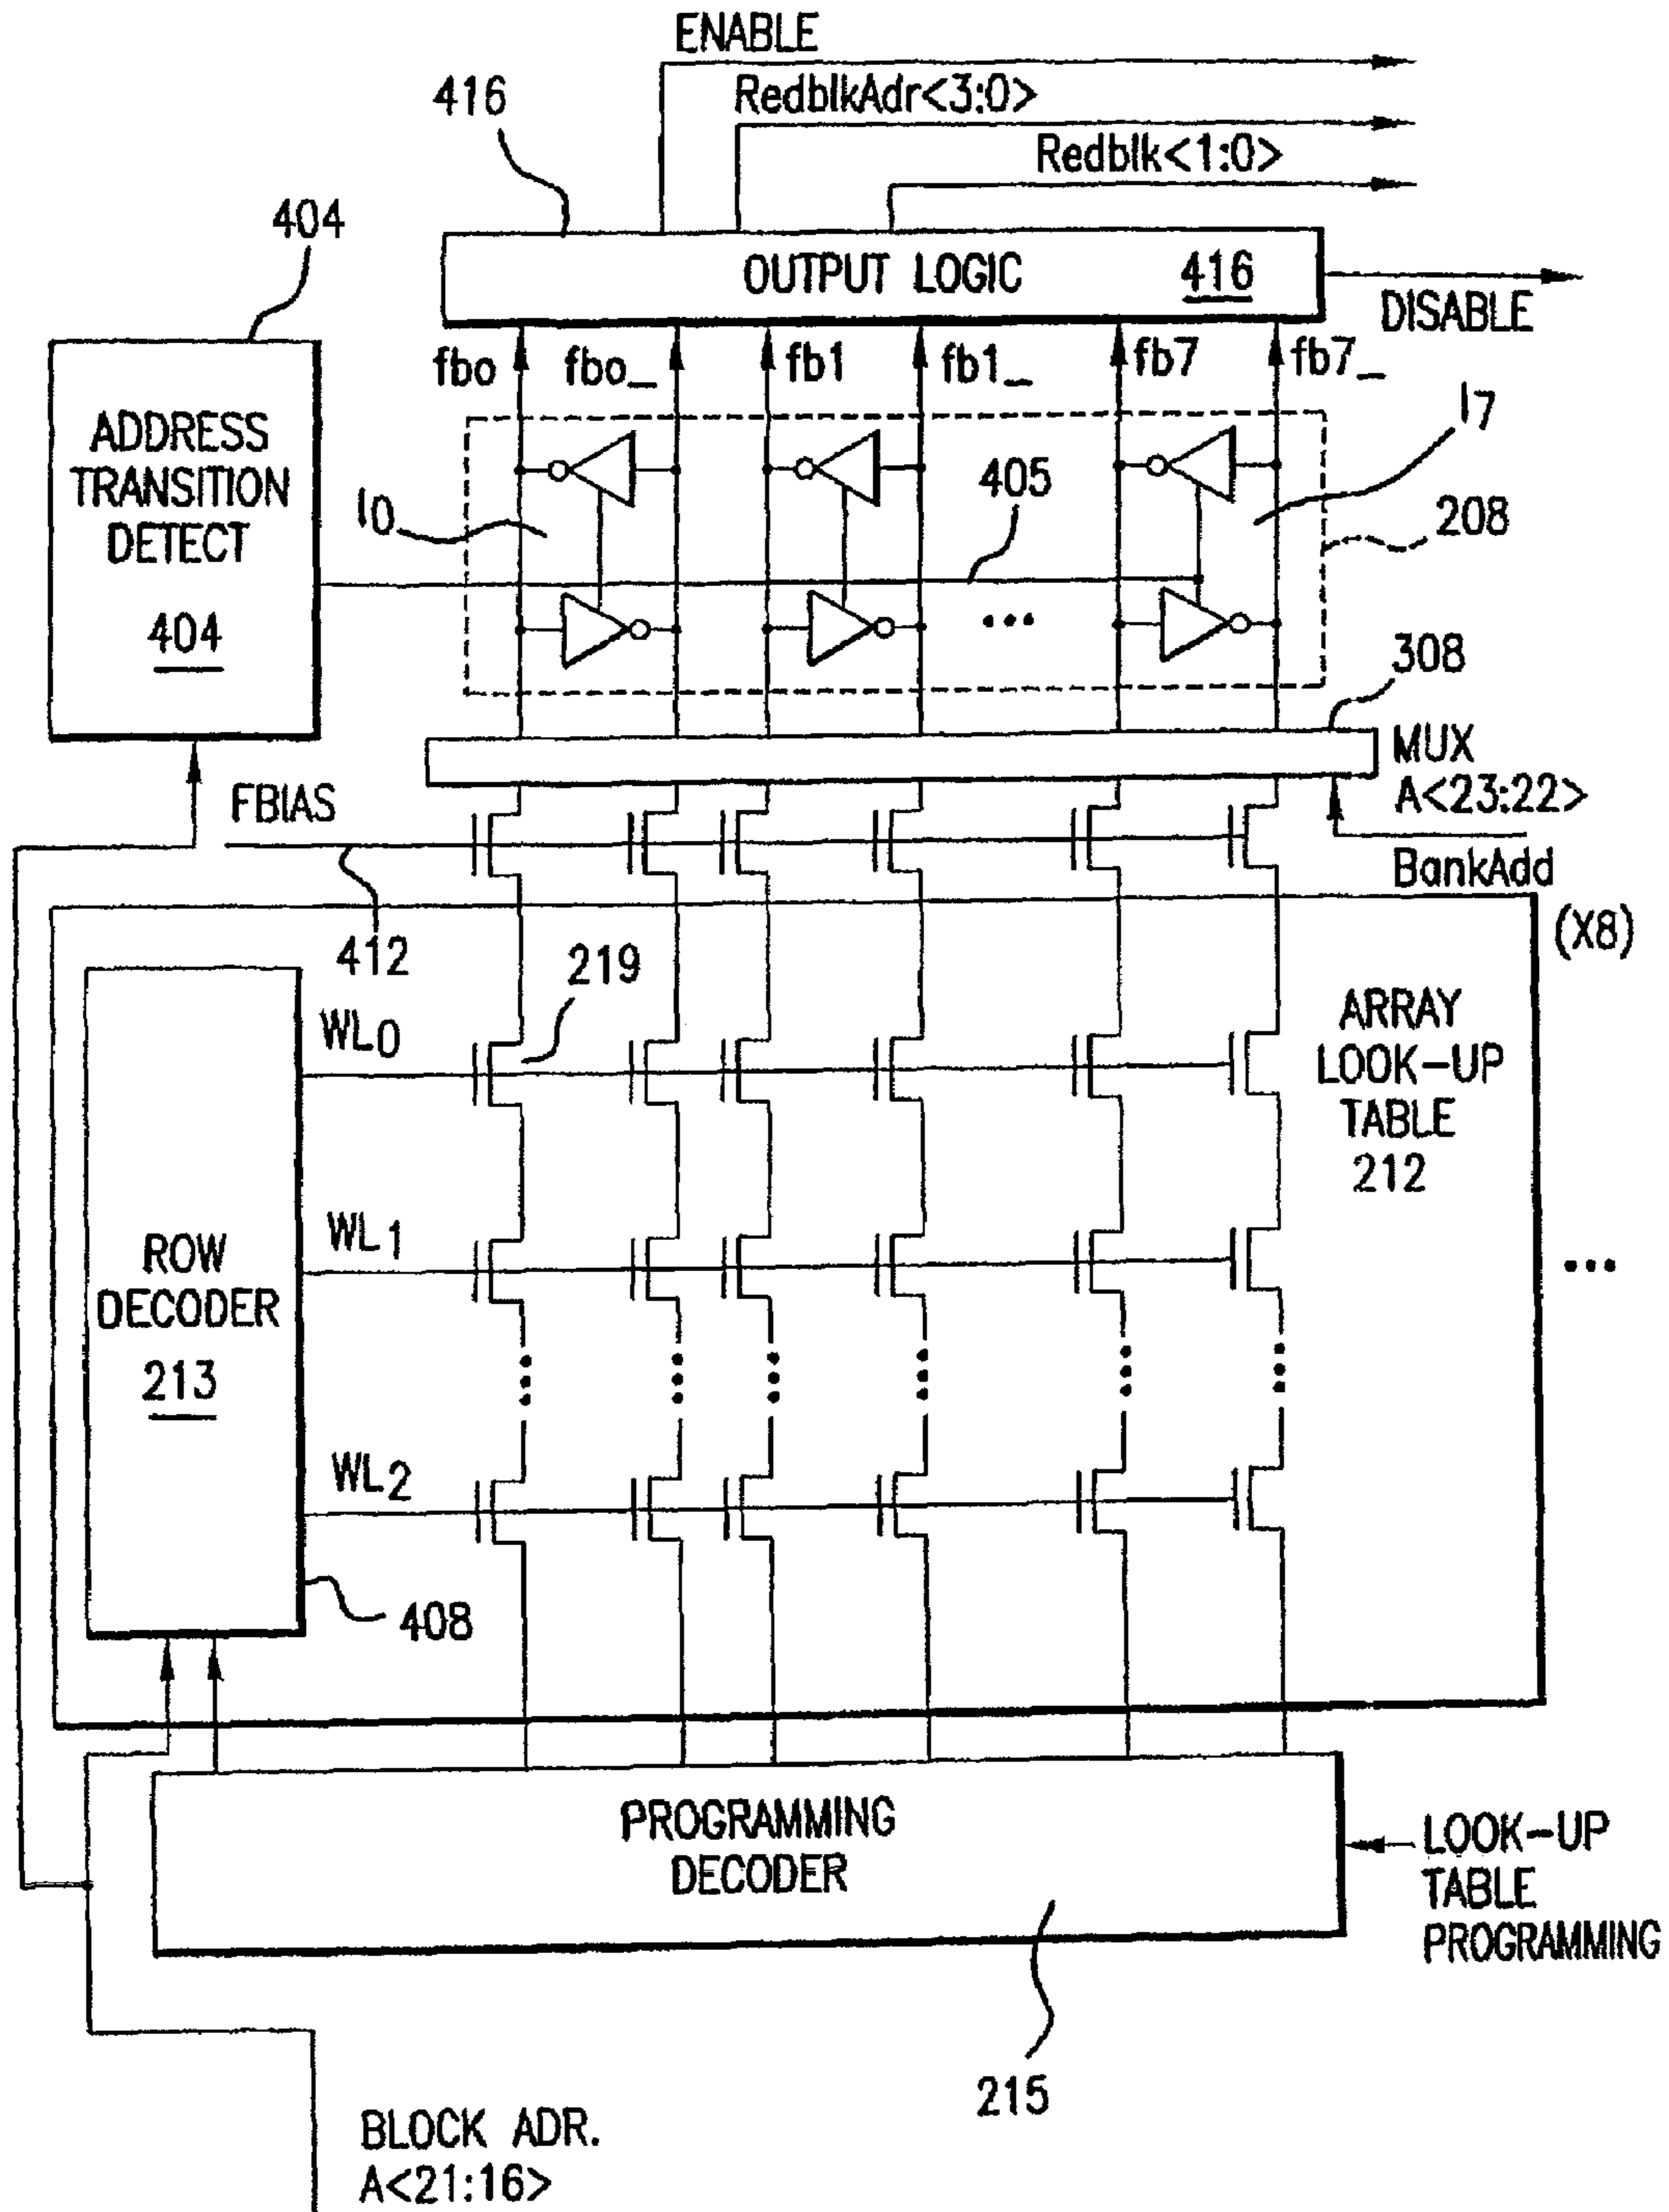 ENABLE
RedblkAdr<3:0>
416
Redblk<1:0>
404
OUTPUT LOGIC 416
DISABLE
fbo fbo_ fb1 fb1_ fb7 fb7_
ADDRESS
TRANSITION
DETECT
404
I0
405
I7
208
...
308
MUX
A<23:22>
FBIAS
BankAdd
412
(X8)
219
WL0
ARRAY
LOOK-UP
TABLE
212
WL1
ROW
DECODER
213
...
WL2
408
PROGRAMMING
DECODER
LOOK-UP
TABLE
PROGRAMMING
215
BLOCK ADR.
A<21:16>